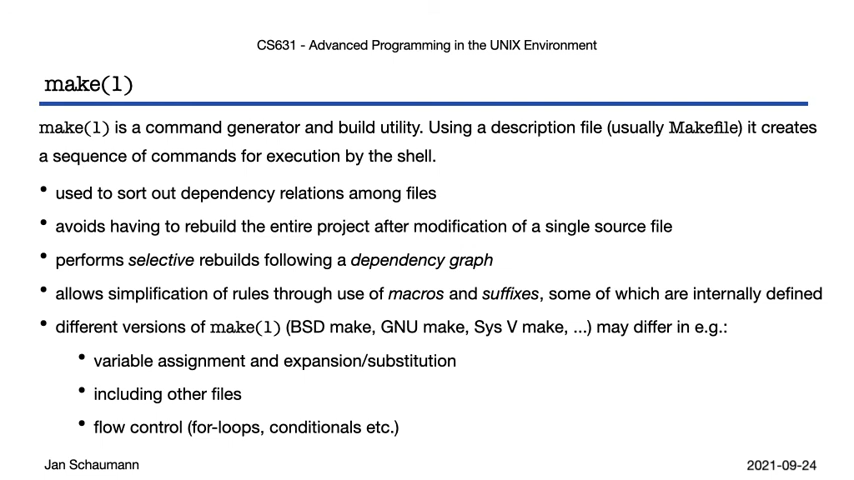 CS631 - Advanced Programming in the UNIX Environment
make(1)
make(1) is a command generator and build utility. Using a description file (usually Makefile) it creates
a sequence of commands for execution by the shell.
• used to sort out dependency relations among files
• avoids having to rebuild the entire project after modification of a single source file
• performs selective rebuilds following a dependency graph
• allows simplification of rules through use of macros and suffixes, some of which are internally defined
• different versions of make(1) (BSD make, GNU make, Sys V make, ...) may differ in e.g.:
• variable assignment and expansion/substitution
• including other files
• flow control (for-loops, conditionals etc.)
Jan Schaumann
2021-09-24